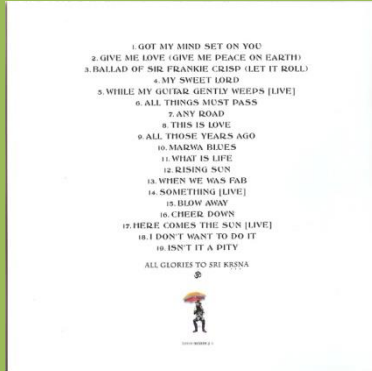 1. GOT MY MIND SET ON YOU
2. GIVE ME LOVE (GIVE ME PEACE ON EARTH)
3. BALLAD OF SIR FRANKIE CRISP (LET IT ROLL)
4. MY SWEET LORD
5. WHILE MY GUITAR GENTLY WEEPS [LIVE]
6. ALL THINGS MUST PASS
7. ANY ROAD
8. THIS IS LOVE
9. ALL THOSE YEARS AGO
10. MARWA BLUES
11. WHAT IS LIFE
12. RISING SUN
13. WHEN WE WAS FAB
14. SOMETHING [LIVE]
15. BLOW AWAY
16. CHEER DOWN
17. HERE COMES THE SUN [LIVE]
18. I DON'T WANT TO DO IT
19. ISN'T IT A PITY
ALL GLORIES TO SRI KRSNA
ॐ